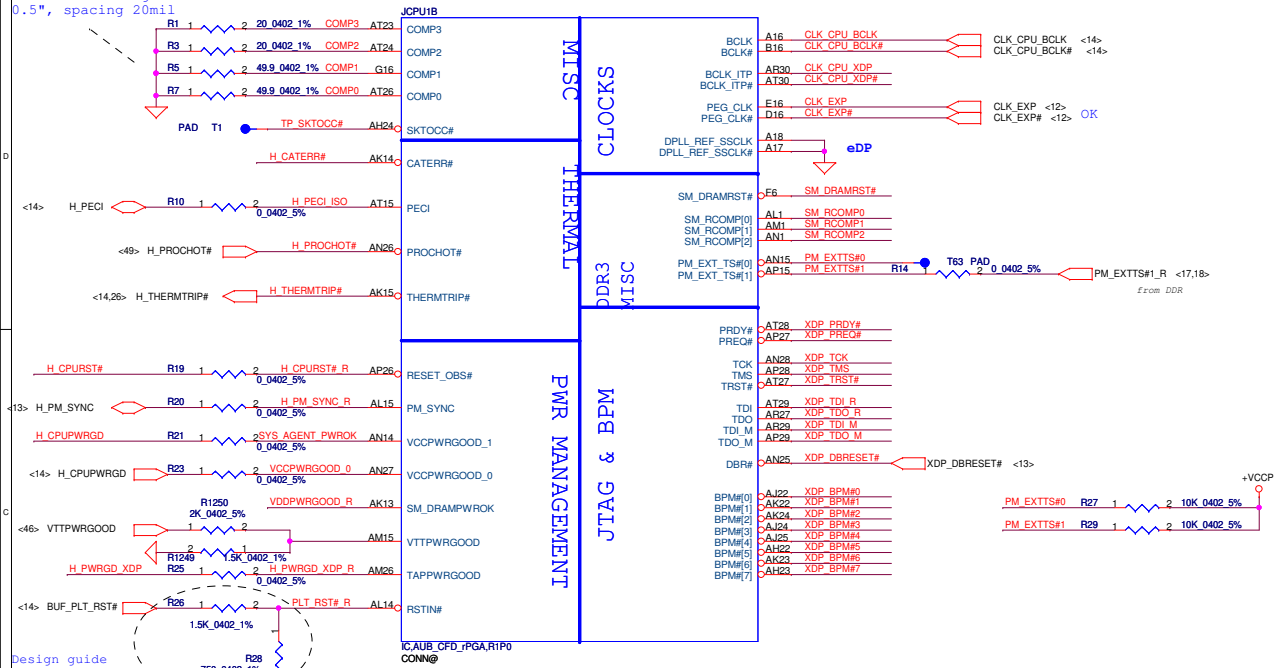 0.5", spacing 20mil
JCPU1B
R1 1 2 20_0402_1% COMP3 AT23 COMP3
R3 1 2 20_0402_1% COMP2 AT24 COMP2
R5 1 2 49.9_0402_1% COMP1 G16 COMP1
R7 1 2 49.9_0402_1% COMP0 AT26 COMP0
PAD T1 TP_SKTOCC# AH24 SKTOCC#
H_CATERR# AK14 CATERR#
<14> H_PECI R10 1 2 H_PECI_ISO AT15 PECI
0_0402_5%
<49> H_PROCHOT# H_PROCHOT# AN26 PROCHOT#
<14,26> H_THERMTRIP# H_THERMTRIP# AK15 THERMTRIP#
H_CPURST# R19 1 2 H_CPURST#_R AP26 RESET_OBS#
0_0402_5%
<13> H_PM_SYNC R20 1 2 H_PM_SYNC_R AL15 PM_SYNC
0_0402_5%
H_CPUPWRGD R21 1 2 SYS_AGENT_PWROK AN14 VCCPWRGOOD_1
0_0402_5%
<14> H_CPUPWRGD R23 1 2 VCCPWRGOOD_0 AN27 VCCPWRGOOD_0
0_0402_5%
VDDPWRGOOD_R AK13 SM_DRAMPWROK
R1250
2K_0402_5%
<46> VTTPWRGOOD 1 2
AM15 VTTPWRGOOD
R1249 2 1 1.5K_0402_1%
H_PWRGD_XDP R25 1 2 H_PWRGD_XDP_R AM26 TAPPWRGOOD
0_0402_5%
<14> BUF_PLT_RST# R26 1 2 PLT_RST#_R AL14 RSTIN#
1.5K_0402_1%
1
R28
Design guide
IC,AUB_CFD_rPGA,R1P0
CONN@
MISC
THERMAL
PWR MANAGEMENT
CLOCKS
DDR3
MISC
JTAG & BPM
BCLK A16 CLK_CPU_BCLK CLK_CPU_BCLK <14>
BCLK# B16 CLK_CPU_BCLK# CLK_CPU_BCLK# <14>
BCLK_ITP AR30 CLK_CPU_XDP
BCLK_ITP# AT30 CLK_CPU_XDP#
PEG_CLK E16 CLK_EXP CLK_EXP <12>
PEG_CLK# D16 CLK_EXP# CLK_EXP# <12> OK
DPLL_REF_SSCLK A18
DPLL_REF_SSCLK# A17 eDP
SM_DRAMRST# F6 SM_DRAMRST#
SM_RCOMP[0] AL1 SM_RCOMP0
SM_RCOMP[1] AM1 SM_RCOMP1
SM_RCOMP[2] AN1 SM_RCOMP2
PM_EXT_TS#[0] AN15 PM_EXTTS#0 T63 PAD
PM_EXT_TS#[1] AP15 PM_EXTTS#1 R14 1 2 0_0402_5% PM_EXTTS#1_R <17,18>
from DDR
PRDY# AT28 XDP_PRDY#
PREQ# AP27 XDP_PREQ#
TCK AN28 XDP_TCK
TMS AP28 XDP_TMS
TRST# AT27 XDP_TRST#
TDI AT29 XDP_TDI_R
TDO AR27 XDP_TDO_R
TDI_M AR29 XDP_TDI_M
TDO_M AP29 XDP_TDO_M
DBR# AN25 XDP_DBRESET# XDP_DBRESET# <13>
BPM#[0] AJ22 XDP_BPM#0
BPM#[1] AK22 XDP_BPM#1
BPM#[2] AK24 XDP_BPM#2
BPM#[3] AJ24 XDP_BPM#3
BPM#[4] AJ25 XDP_BPM#4
BPM#[5] AH22 XDP_BPM#5
BPM#[6] AK23 XDP_BPM#6
BPM#[7] AH23 XDP_BPM#7
+VCCP
PM_EXTTS#0 R27 1 2 10K_0402_5%
PM_EXTTS#1 R29 1 2 10K_0402_5%
D
C